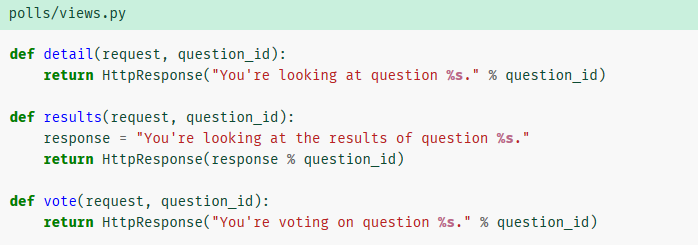 polls/views.py
def detail(request, question_id):
    return HttpResponse("You're looking at question %s." % question_id)
def results(request, question_id):
    response = "You're looking at the results of question %s."
    return HttpResponse(response % question_id)
def vote(request, question_id):
    return HttpResponse("You're voting on question %s." % question_id)